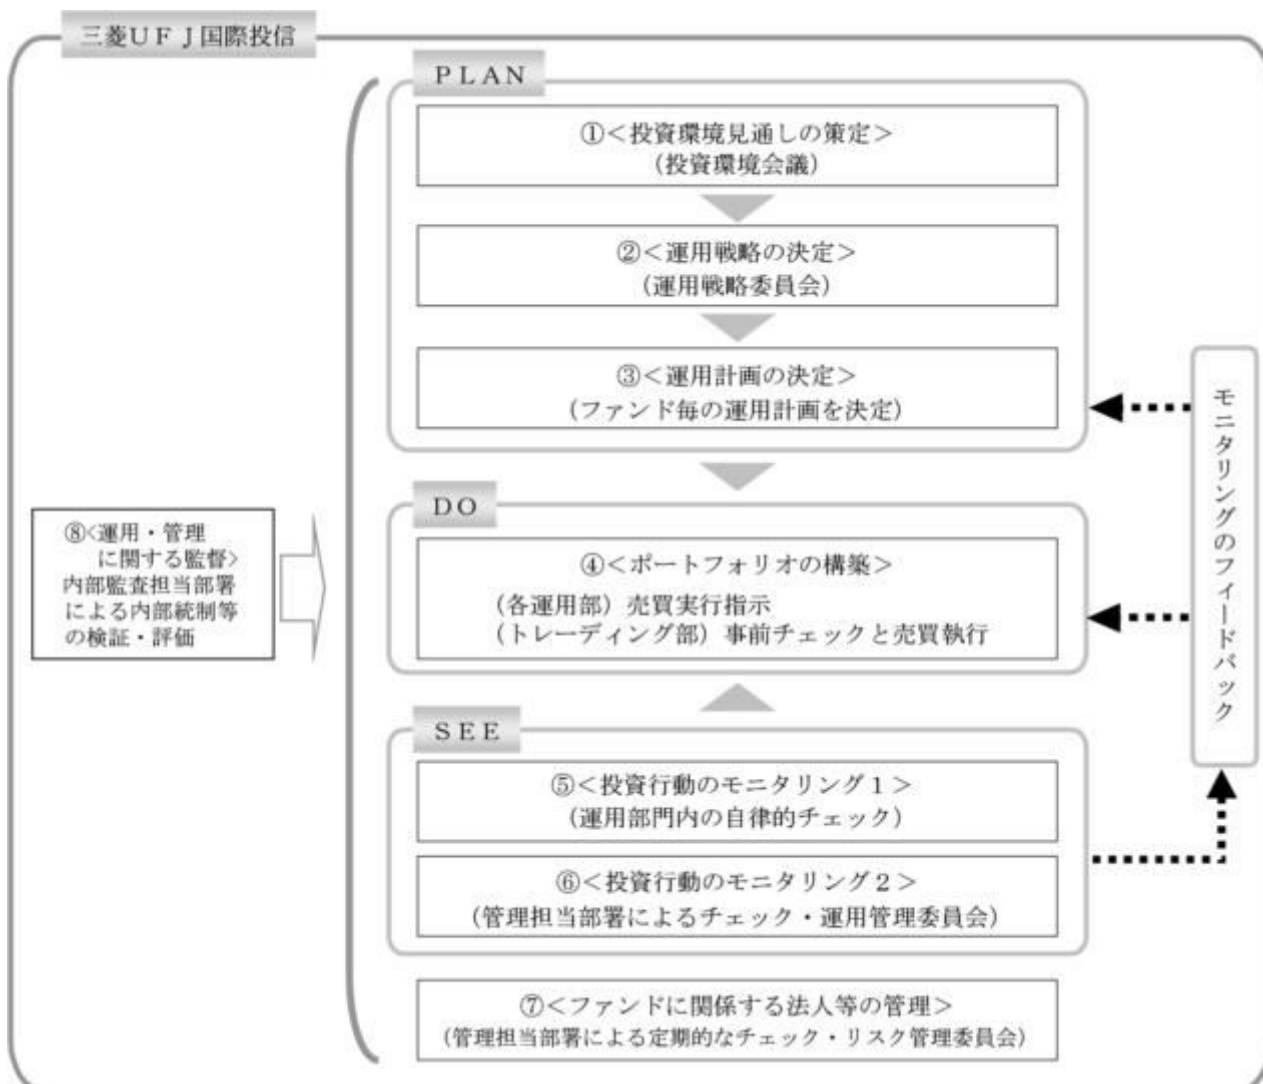 三菱ＵＦＪ国際投信
ＰＬＡＮ
①＜投資環境見通しの策定＞
（投資環境会議）
②＜運用戦略の決定＞
（運用戦略委員会）
③＜運用計画の決定＞
（ファンド毎の運用計画を決定）
ＤＯ
④＜ポートフォリオの構築＞
（各運用部）売買実行指示
（トレーディング部）事前チェックと売買執行
ＳＥＥ
⑤＜投資行動のモニタリング１＞
（運用部門内の自律的チェック）
⑥＜投資行動のモニタリング２＞
（管理担当部署によるチェック・運用管理委員会）
⑦＜ファンドに関係する法人等の管理＞
（管理担当部署による定期的なチェック・リスク管理委員会）
⑧<運用・管理
に関する監督>
内部監査担当部署
による内部統制等
の検証・評価
モニタリングのフィードバック